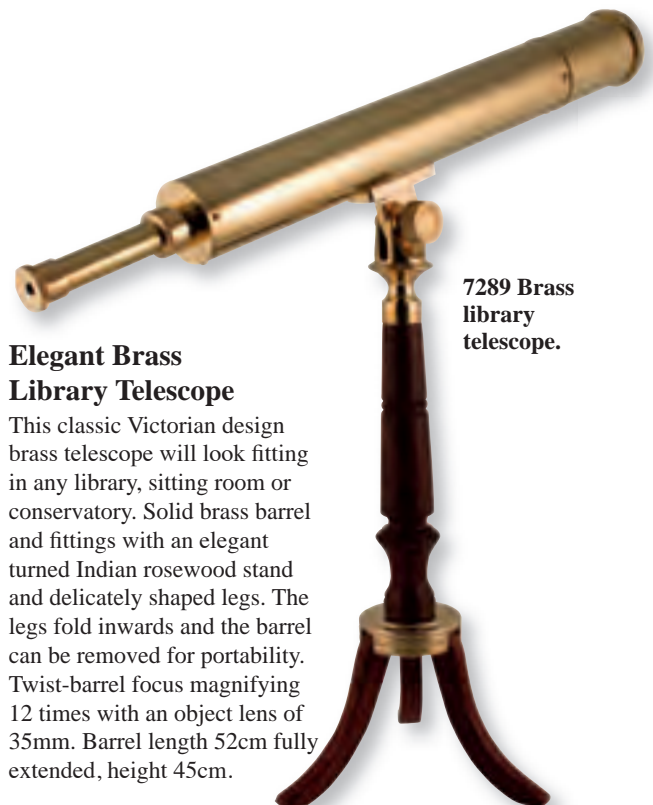 7289 Brass
library
telescope.
Elegant Brass
Library Telescope
This classic Victorian design
brass telescope will look fitting
in any library, sitting room or
conservatory. Solid brass barrel
and fittings with an elegant
turned Indian rosewood stand
and delicately shaped legs. The
legs fold inwards and the barrel
can be removed for portability.
Twist-barrel focus magnifying
12 times with an object lens of
35mm. Barrel length 52cm fully
extended, height 45cm.